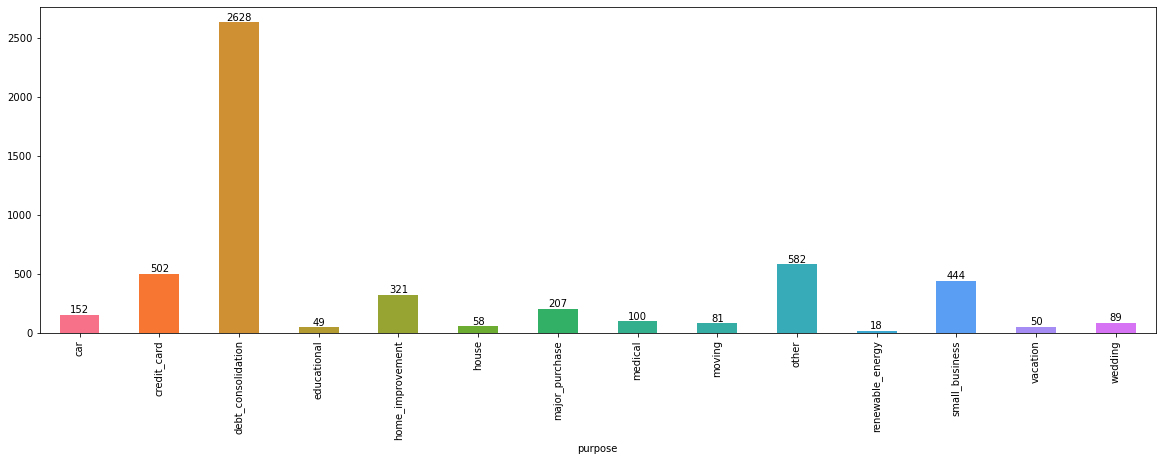 2628
2500
2000
1500
1000
500
0
152
502
49
321
58
207
100
81
582
18
444
50
89
car
credit_card
debt_consolidation
educational
home_improvement
house
major_purchase
medical
moving
other
renewable_energy
small_business
vacation
wedding
purpose